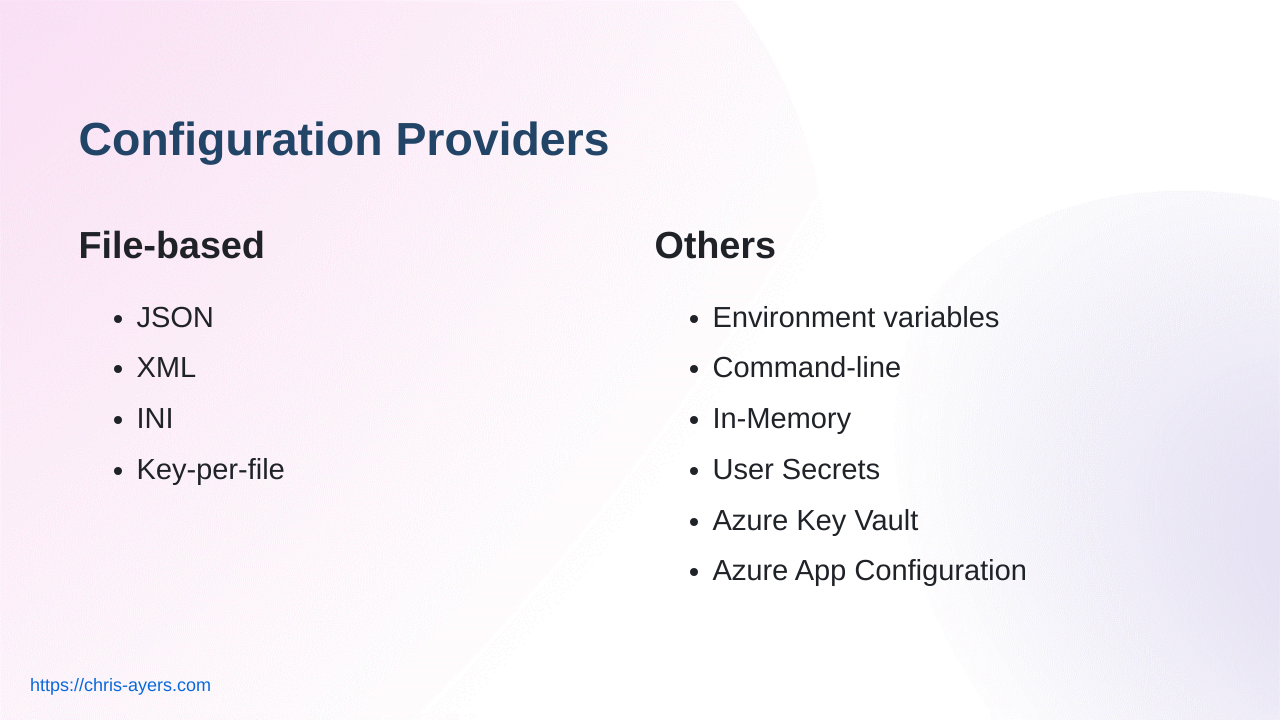 Configuration Providers
File-based
• JSON
• XML
• INI
• Key-per-file
Others
• Environment variables
• Command-line
• In-Memory
• User Secrets
• Azure Key Vault
• Azure App Configuration
https://chris-ayers.com